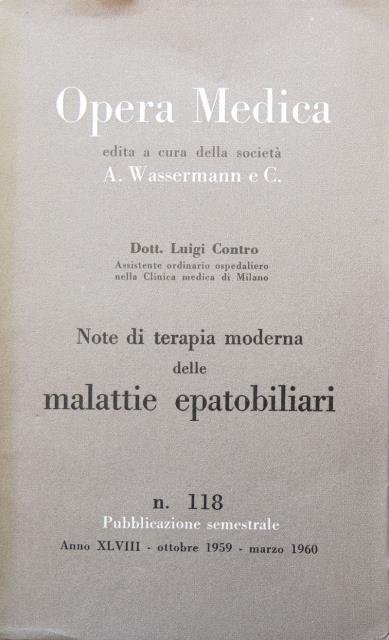 Opera Medica
edita a cura della società
A. Wassermann e C.
Dott. Luigi Contro
Assistente ordinario ospedaliero
nella Clinica medica di Milano
Note di terapia moderna
delle
malattie epatobiliari
n. 118
Pubblicazione semestrale
Anno XLVIII - ottobre 1959 - marzo 1960